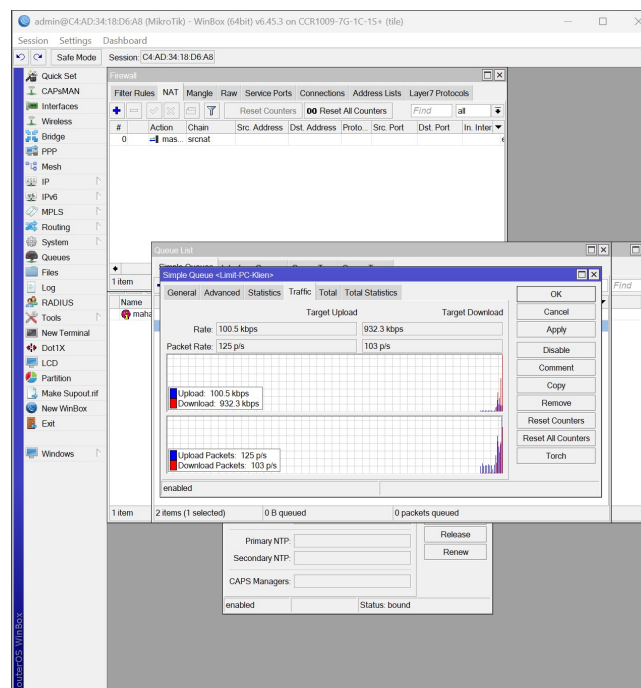 admin@C4:AD:34:18:D6:A8 (MikroTik) - WinBox (64bit) v6.45.3 on CCR1009-7G-1C-1S+ (tile)
Session Settings Dashboard
Safe Mode Session: C4:AD:34:18:D6:A8
Quick Set
CAPsMAN
Interfaces
Wireless
Bridge
PPP
Mesh
IP
IPv6
MPLS
Routing
System
Queues
Files
Log
RADIUS
Tools
New Terminal
Dot1X
LCD
Partition
Make Supout.rif
New WinBox
Exit
Windows
outerOS WinBox
Firewall
Filter Rules NAT Mangle Raw Service Ports Connections Address Lists Layer7 Protocols
Reset Counters 00 Reset All Counters Find all
# Action Chain Src. Address Dst. Address Proto... Src. Port Dst. Port In. Inter
0 mas... srcnat
1 item
Name
maha
1 item
Find
Queue List
Simple Queue <Limit-PC-Klien>
General Advanced Statistics Traffic Total Total Statistics
Target Upload Target Download
Rate: 100.5 kbps 932.3 kbps
Packet Rate: 125 p/s 103 p/s
Upload: 100.5 kbps
Download: 932.3 kbps
Upload Packets: 125 p/s
Download Packets: 103 p/s
enabled
OK
Cancel
Apply
Disable
Comment
Copy
Remove
Reset Counters
Reset All Counters
Torch
2 items (1 selected) 0 B queued 0 packets queued
Primary NTP:
Secondary NTP:
CAPS Managers:
Release
Renew
enabled Status: bound